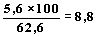 5,6 ×100
62,6
= 8,8